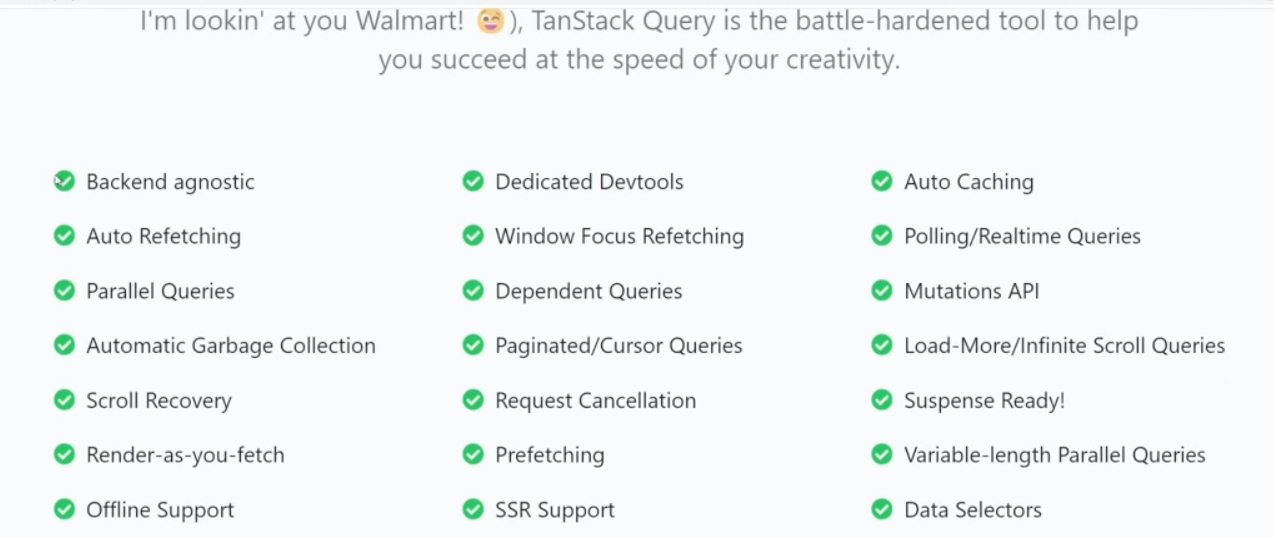 I'm lookin' at you Walmart! 😉), TanStack Query is the battle-hardened tool to help
you succeed at the speed of your creativity.
Backend agnostic
Dedicated Devtools
Auto Caching
Auto Refetching
Window Focus Refetching
Polling/Realtime Queries
Parallel Queries
Dependent Queries
Mutations API
Automatic Garbage Collection
Paginated/Cursor Queries
Load-More/Infinite Scroll Queries
Scroll Recovery
Request Cancellation
Suspense Ready!
Render-as-you-fetch
Prefetching
Variable-length Parallel Queries
Offline Support
SSR Support
Data Selectors